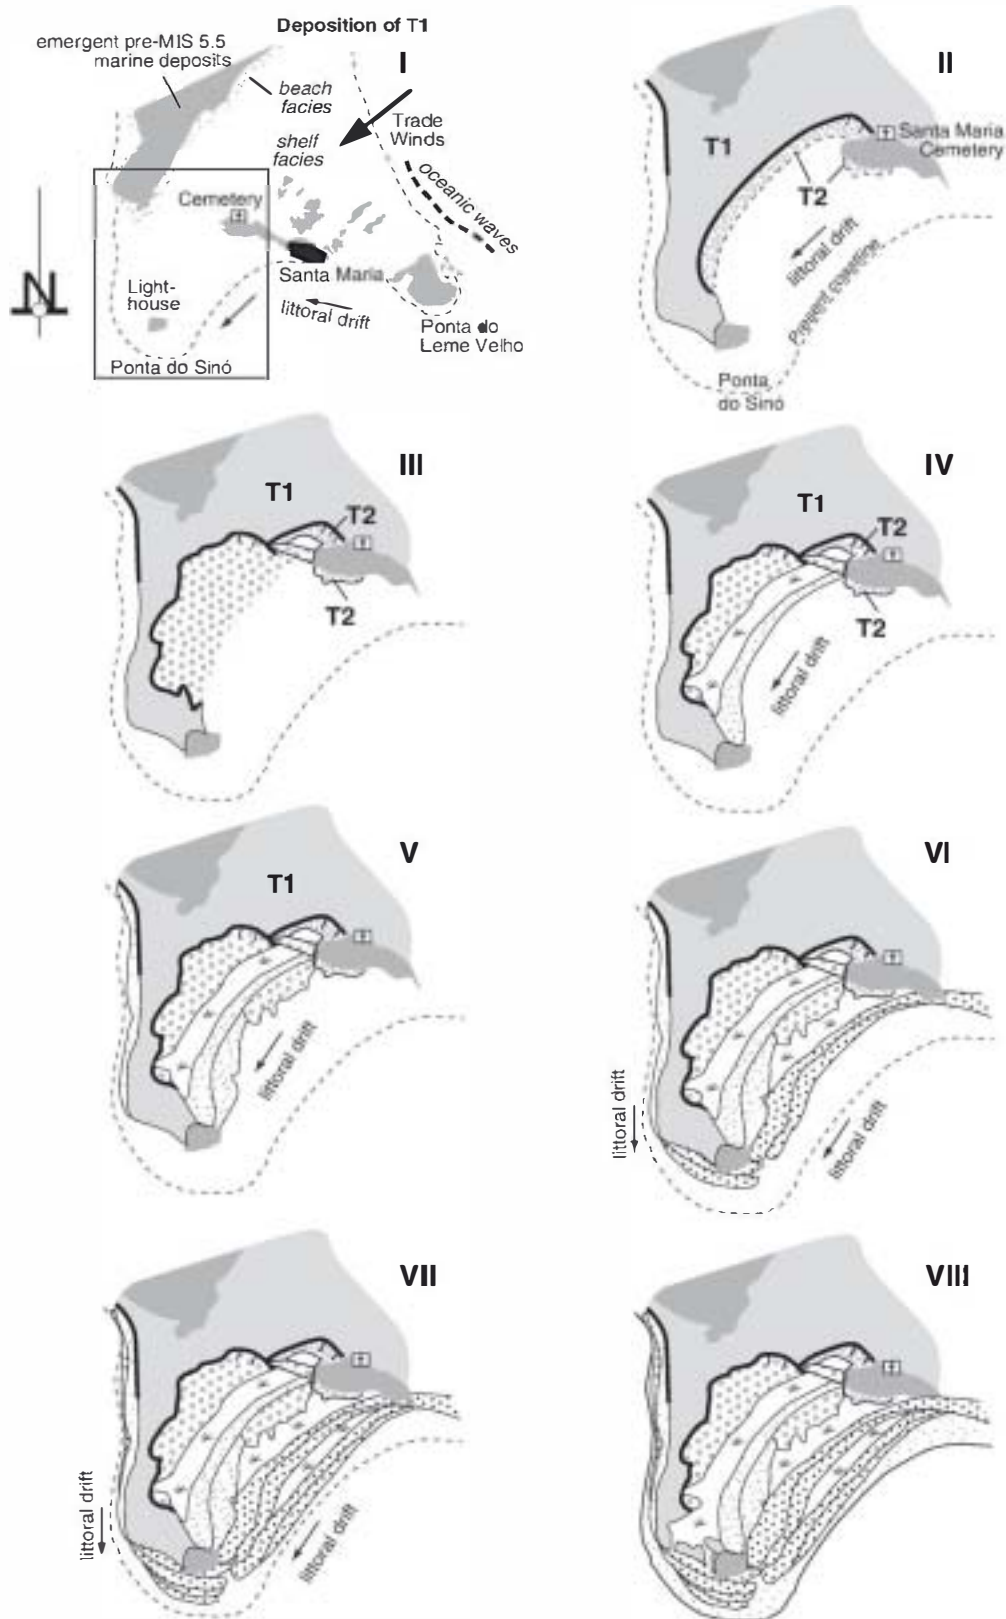 Deposition of T1
emergent pre-MIS 5.5
marine deposits
I
beach
facies
shelf
facies
Trade
Winds
oceanic waves
Cemetery
N
Santa Maria
Light-
house
littoral drift
Ponta do
Leme Velho
Ponta do Sinó
II
T1
Santa Maria
Cemetery
T2
littoral drift
Present coastline
Ponta
do Sinó
III
T1
T2
T2
IV
T1
T2
T2
littoral drift
V
T1
littoral drift
VI
littoral drift
littoral drift
VII
littoral drift
littoral drift
VIII